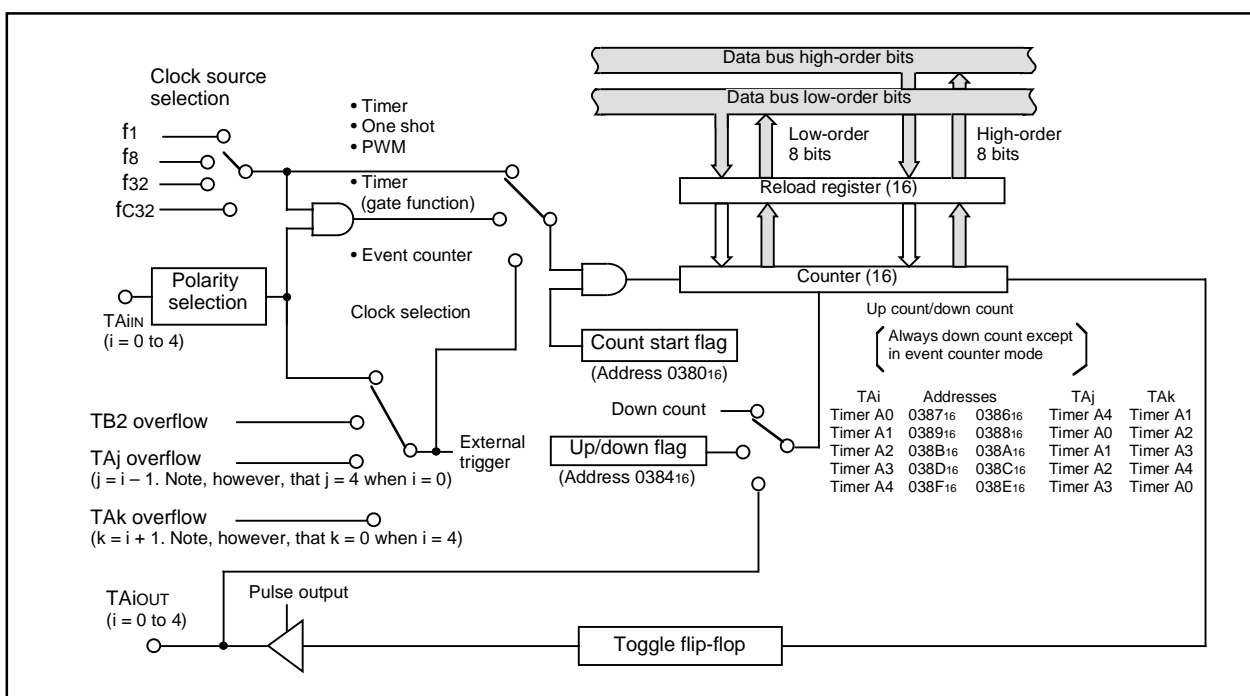 Data bus high-order bits
Data bus low-order bits
Clock source
selection
f1
f8
f32
fC32
• Timer
• One shot
• PWM
• Timer
(gate function)
• Event counter
Low-order
8 bits
High-order
8 bits
Reload register (16)
Counter (16)
Polarity
selection
TAiIN
(i = 0 to 4)
Clock selection
Up count/down count
(Always down count except
in event counter mode)
Count start flag
(Address 038016)
TB2 overflow
TAj overflow
(j = i – 1. Note, however, that j = 4 when i = 0)
TAk overflow
(k = i + 1. Note, however, that k = 0 when i = 4)
External
trigger
Down count
Up/down flag
(Address 038416)
TAi Addresses TAj TAk
Timer A0 038716 038616 Timer A4 Timer A1
Timer A1 038916 038816 Timer A0 Timer A2
Timer A2 038B16 038A16 Timer A1 Timer A3
Timer A3 038D16 038C16 Timer A2 Timer A4
Timer A4 038F16 038E16 Timer A3 Timer A0
TAiOUT
(i = 0 to 4)
Pulse output
Toggle flip-flop